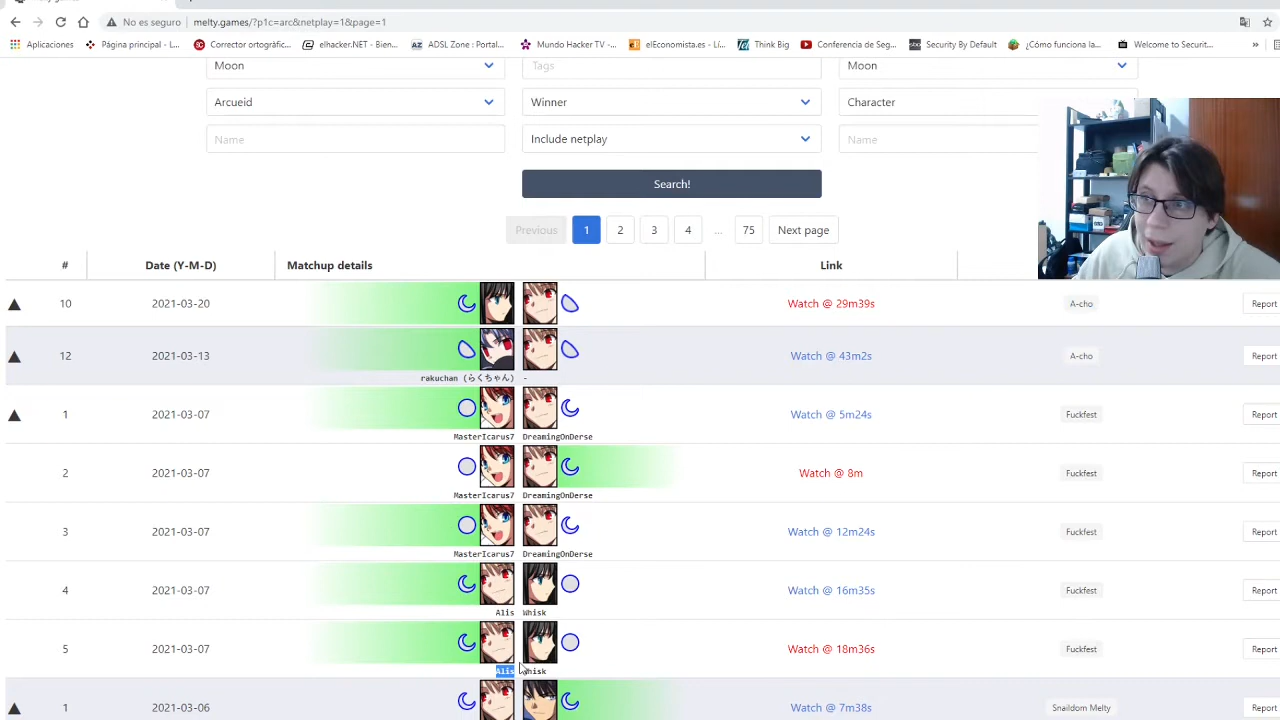 No es seguro melty.games/?p1c=arc&netplay=1&page=1
Aplicaciones Página principal - L... Corrector ortográfic... elhacker.NET - Bien... ADSL Zone : Portal... Mundo Hacker TV -... elEconomista.es - Lí... Think Big Conferencia de Seg... Security By Default ¿Cómo funciona la... Welcome to Securit... »
Moon Tags Moon
Arcueid Winner Character
Name Include netplay Name
Search!
Previous 1 2 3 4 ... 75 Next page
# Date (Y-M-D) Matchup details Link
10 2021-03-20 Watch @ 29m39s A-cho Report
12 2021-03-13 Watch @ 43m2s A-cho Report
rakuchan (らくちゃん) -
1 2021-03-07 Watch @ 5m24s Fuckfest Report
MasterIcarus7 DreamingOnDerse
2 2021-03-07 Watch @ 8m Fuckfest Report
MasterIcarus7 DreamingOnDerse
3 2021-03-07 Watch @ 12m24s Fuckfest Report
MasterIcarus7 DreamingOnDerse
4 2021-03-07 Watch @ 16m35s Fuckfest Report
Alis Whisk
5 2021-03-07 Watch @ 18m36s Fuckfest Report
Alis Whisk
1 2021-03-06 Watch @ 7m38s Snaildom Melty Report